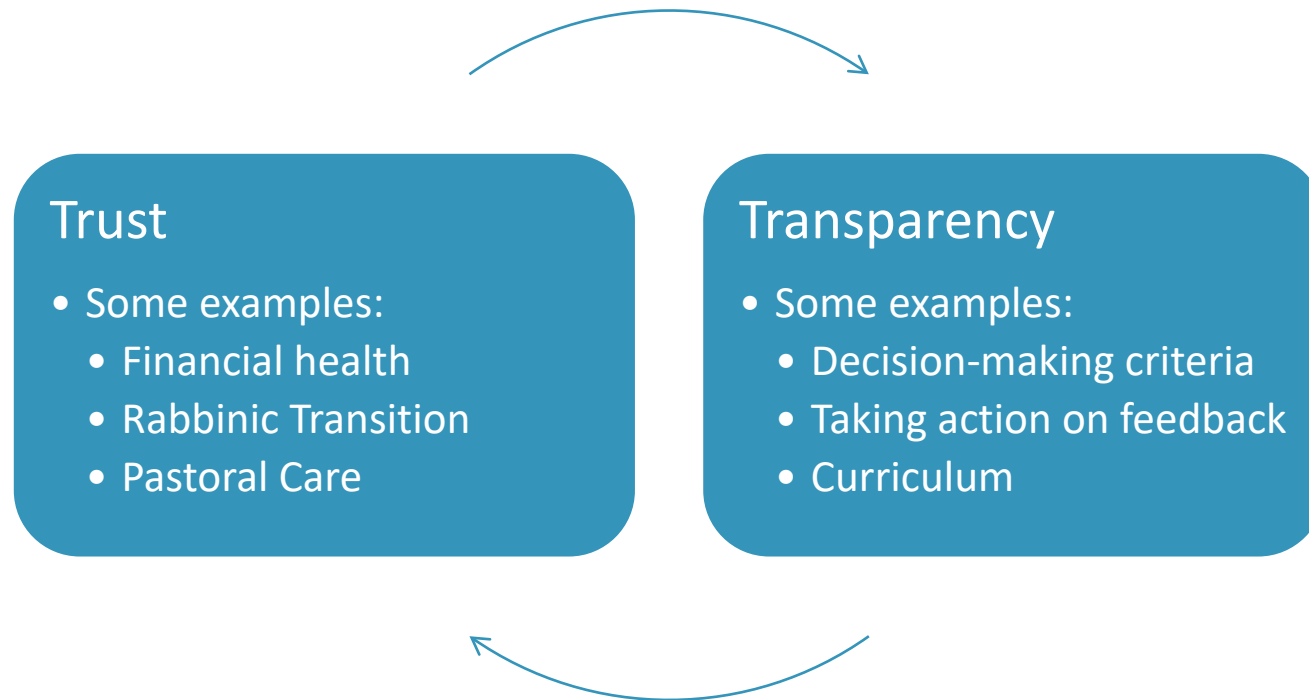 Trust
• Some examples:
• Financial health
• Rabbinic Transition
• Pastoral Care
Transparency
• Some examples:
• Decision-making criteria
• Taking action on feedback
• Curriculum